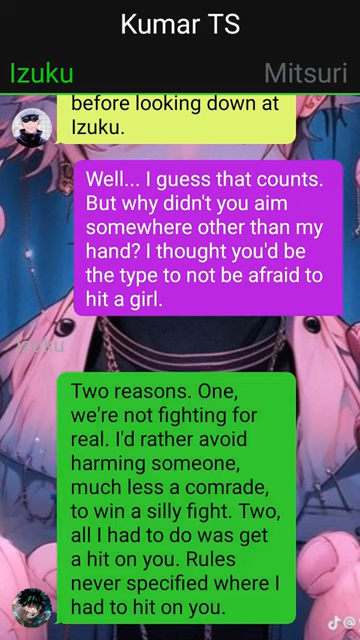 Kumar TS
Izuku Mitsuri
before looking down at
Izuku.
Well... I guess that counts.
But why didn't you aim
somewhere other than my
hand? I thought you'd be
the type to not be afraid to
hit a girl.
Izuku
Two reasons. One,
we're not fighting for
real. I'd rather avoid
harming someone,
much less a comrade,
to win a silly fight. Two,
all I had to do was get
a hit on you. Rules
never specified where I
had to hit on you.
@